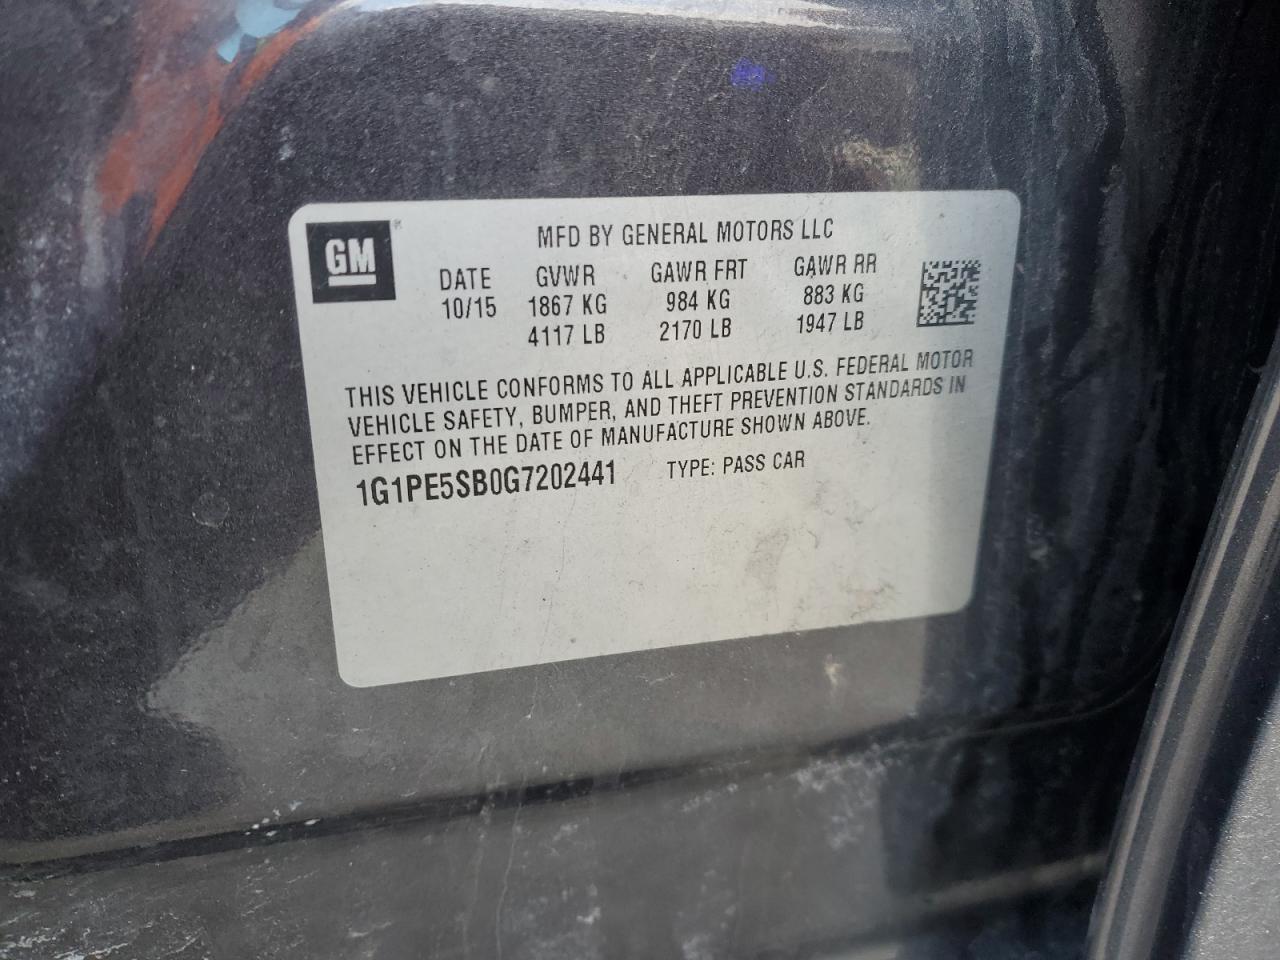 GM®
MFD BY GENERAL MOTORS LLC
DATE GVWR GAWR FRT GAWR RR
10/15 1867 KG 984 KG 883 KG
4117 LB 2170 LB 1947 LB
THIS VEHICLE CONFORMS TO ALL APPLICABLE U.S. FEDERAL MOTOR
VEHICLE SAFETY, BUMPER, AND THEFT PREVENTION STANDARDS IN
EFFECT ON THE DATE OF MANUFACTURE SHOWN ABOVE.
1G1PE5SB0G7202441 TYPE: PASS CAR